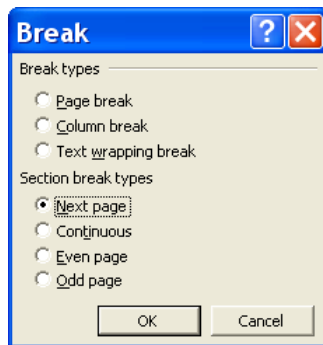 Break
?
Break types
Page break
Column break
Text wrapping break
Section break types
Next page
Continuous
Even page
Odd page
OK Cancel